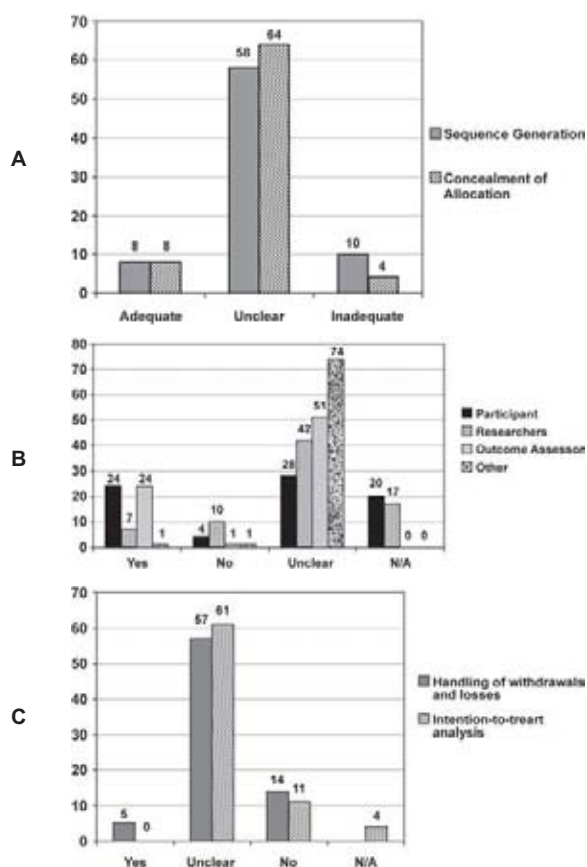 A
70
60
50
40
30
20
10
0
8
8
58
64
10
4
Adequate
Unclear
Inadequate
Sequence Generation
Concealment of
Allocation
B
80
70
60
50
40
30
20
10
0
24
7
24
1
4
10
1
1
28
42
51
74
20
17
0
0
Yes
No
Unclear
N/A
Participant
Researchers
Outcome Assessor
Other
C
70
60
50
40
30
20
10
0
5
0
57
61
14
11
4
Yes
Unclear
No
N/A
Handling of withdrawals
and losses
Intention-to-treart
analysis